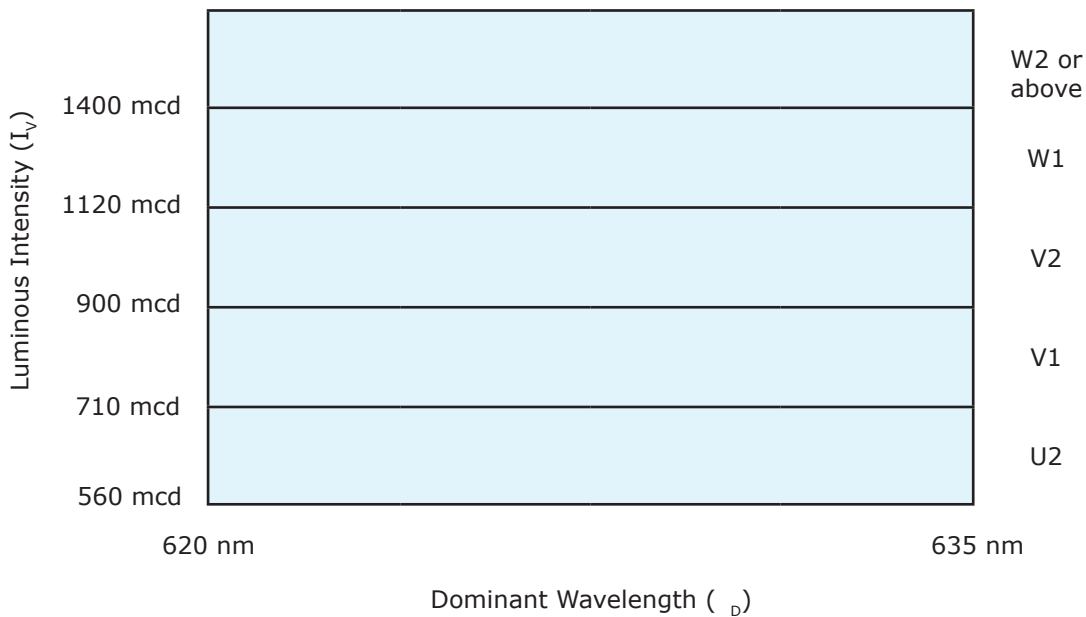 Luminous Intensity (Iᵥ)
1400 mcd
1120 mcd
900 mcd
710 mcd
560 mcd
W2 or
above
W1
V2
V1
U2
620 nm
635 nm
Dominant Wavelength ( D)